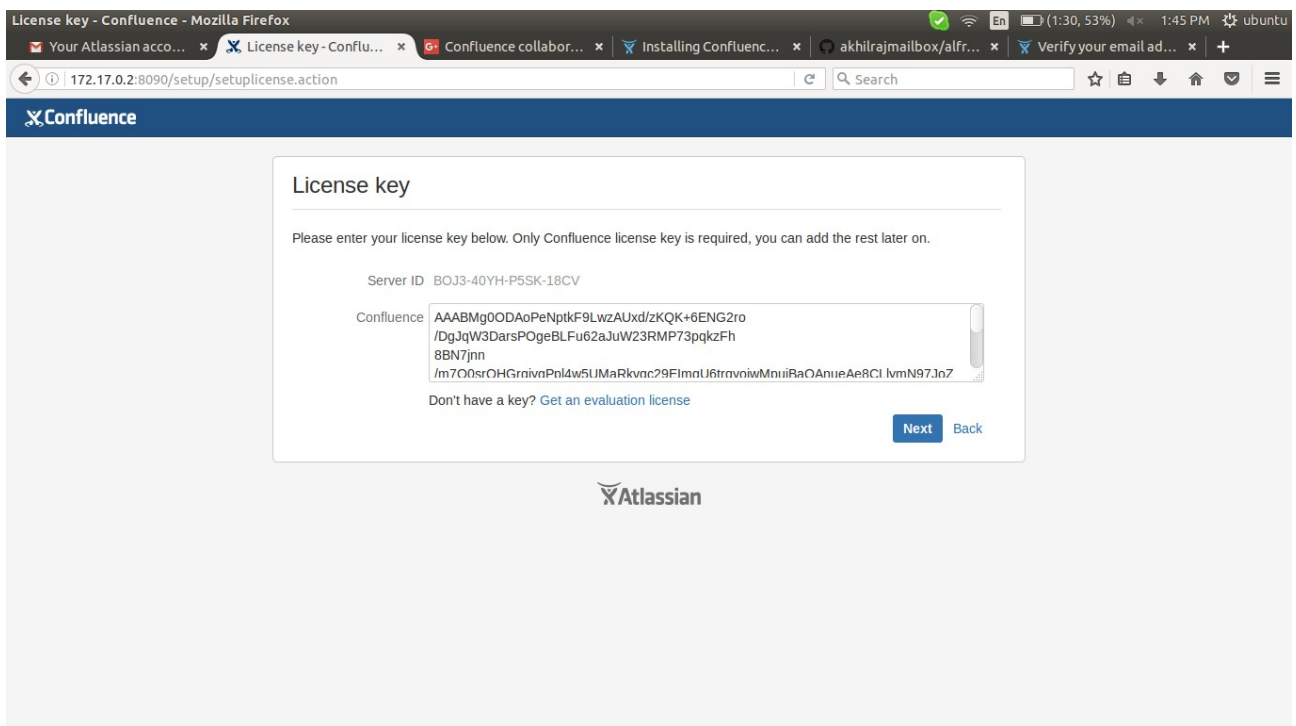 License key - Confluence - Mozilla Firefox
En (1:30, 53%) 1:45 PM ubuntu
Your Atlassian acco... × License key - Conflu... × G+ Confluence collabor... × Installing Confluenc... × akhilrajmailbox/alfr... × Verify your email ad... × +
172.17.0.2:8090/setup/setuplicense.action Search
Confluence
License key
Please enter your license key below. Only Confluence license key is required, you can add the rest later on.
Server ID BOJ3-40YH-P5SK-18CV
Confluence AAABMg0ODAoPeNptkF9LwzAUxd/zKQK+6ENG2ro
/DgJqW3DarsPOgeBLFu62aJuW23RMP73pqkzFh
8BN7jnn
Don't have a key? Get an evaluation license
Next Back
Atlassian